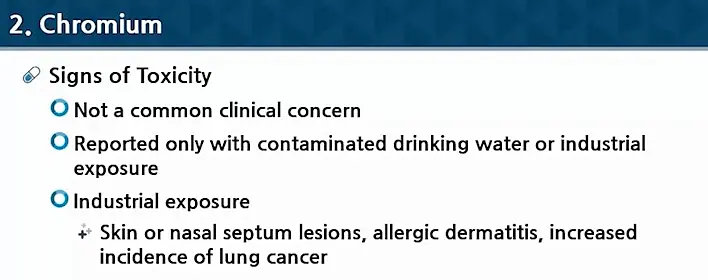 2. Chromium
Signs of Toxicity
Not a common clinical concern
Reported only with contaminated drinking water or industrial
exposure
Industrial exposure
Skin or nasal septum lesions, allergic dermatitis, increased
incidence of lung cancer